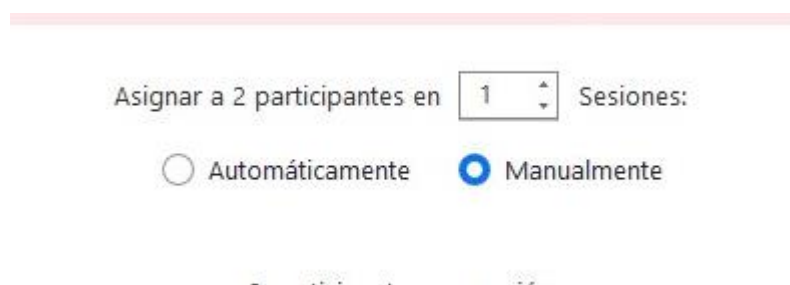 Asignar a 2 participantes en 1 Sesiones:
Automáticamente Manualmente